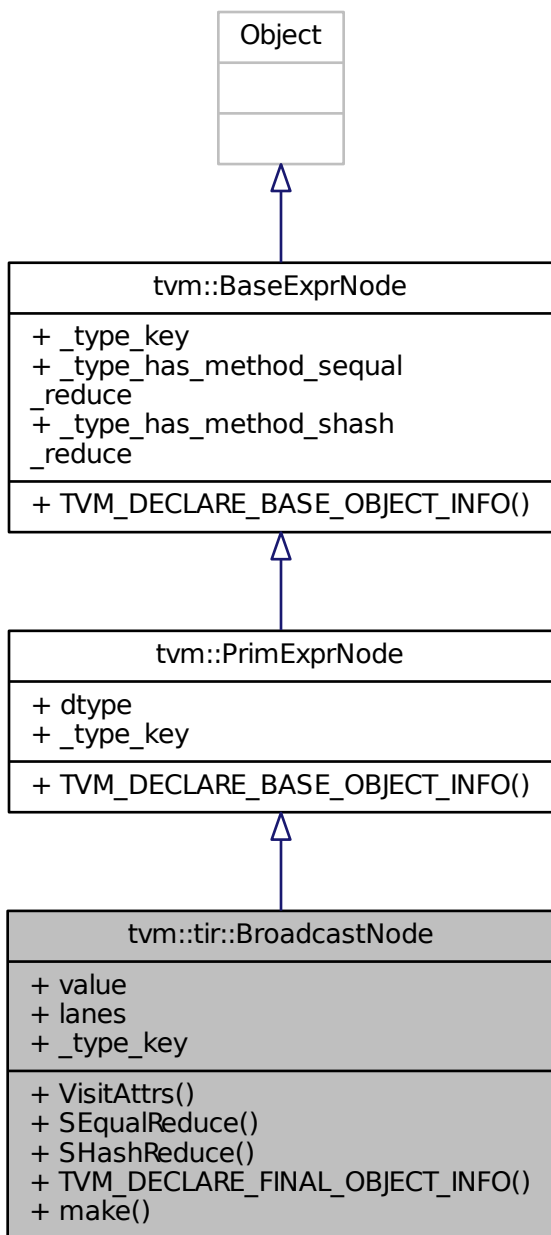 Object
tvm::BaseExprNode
+ _type_key
+ _type_has_method_sequal
_reduce
+ _type_has_method_shash
_reduce
+ TVM_DECLARE_BASE_OBJECT_INFO()
tvm::PrimExprNode
+ dtype
+ _type_key
+ TVM_DECLARE_BASE_OBJECT_INFO()
tvm::tir::BroadcastNode
+ value
+ lanes
+ _type_key
+ VisitAttrs()
+ SEqualReduce()
+ SHashReduce()
+ TVM_DECLARE_FINAL_OBJECT_INFO()
+ make()